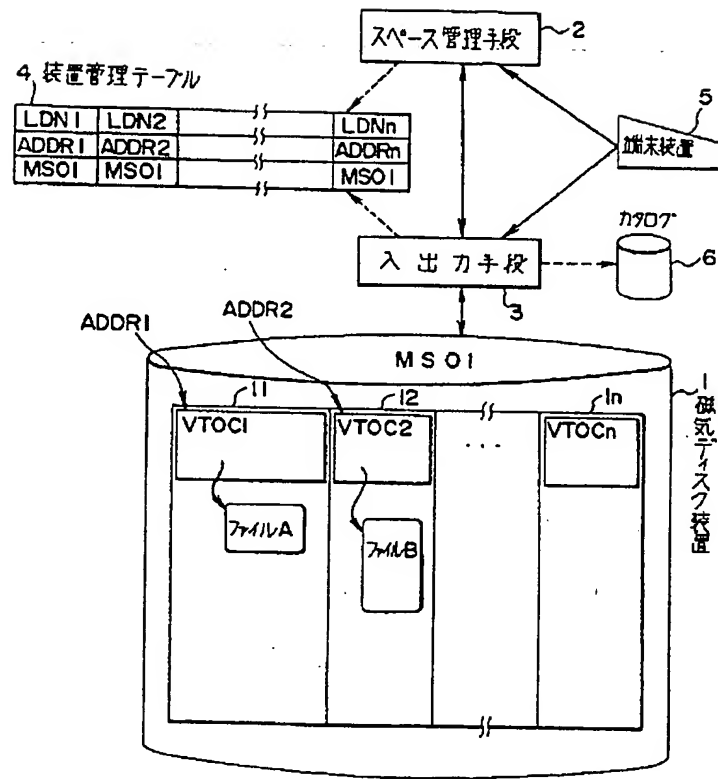 2
スペース管理手段
4 装置管理テーブル
LDN1 LDN2 LDNn
ADDR1 ADDR2 ADDRn
MS01 MS01 MS01
5
端末装置
カタログ
6
入出力手段
3
ADDR1
ADDR2
MS01
1 磁気ディスク装置
11
12
1n
VTOC1
VTOC2
...
VTOCn
ファイルA
ファイルB